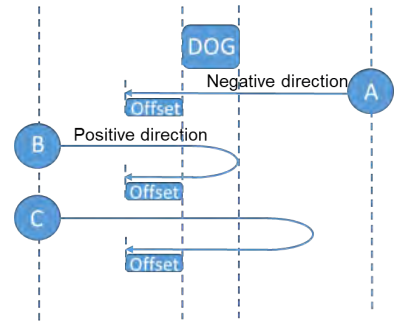 DOG
Negative direction
A
Offset
B
Positive direction
Offset
C
Offset